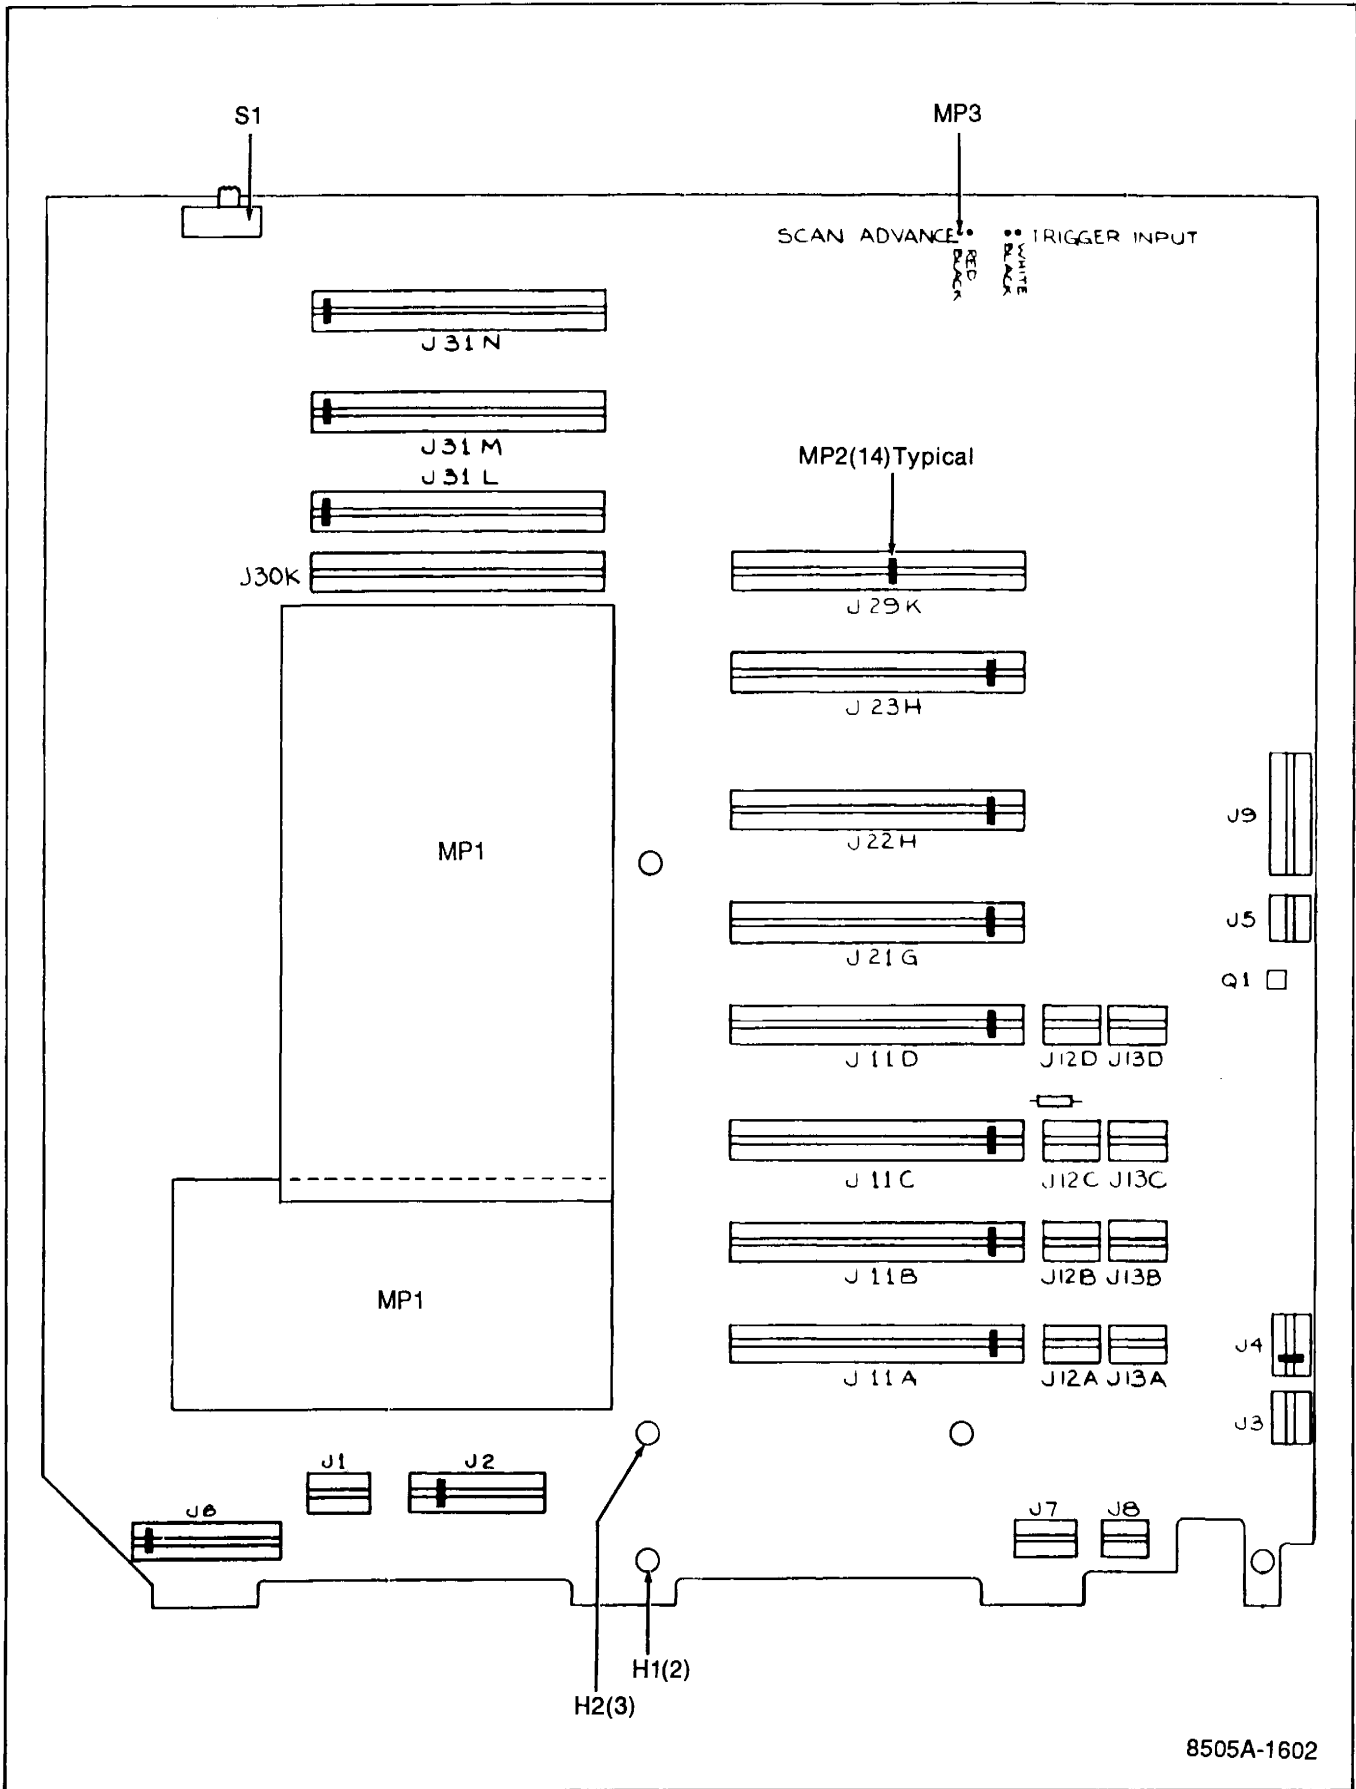 S1
MP3
SCAN ADVANCE
TRIGGER INPUT
RED
BLACK
WHITE
BLACK
J31N
J31M
MP2(14)Typical
J31L
J30K
J29K
J23H
J9
J22H
MP1
J5
J21G
Q1
J11D
J12D
J13D
J11C
J12C
J13C
J11B
J12B
J13B
MP1
J4
J11A
J12A
J13A
J3
J1
J2
J6
J7
J8
H1(2)
H2(3)
8505A-1602